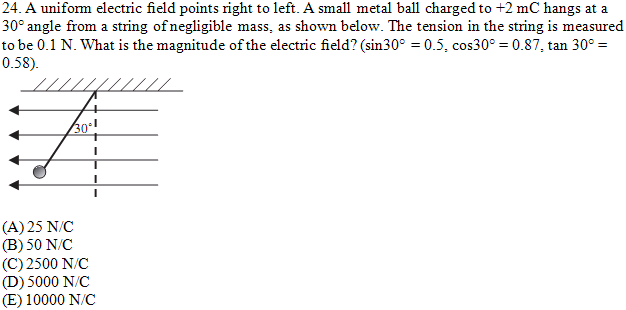 24. A uniform electric field points right to left. A small metal ball charged to +2 mC hangs at a
30° angle from a string of negligible mass, as shown below. The tension in the string is measured
to be 0.1 N. What is the magnitude of the electric field? (sin30° = 0.5, cos30° = 0.87, tan 30° =
0.58).
30°
(A) 25 N/C
(B) 50 N/C
(C) 2500 N/C
(D) 5000 N/C
(E) 10000 N/C